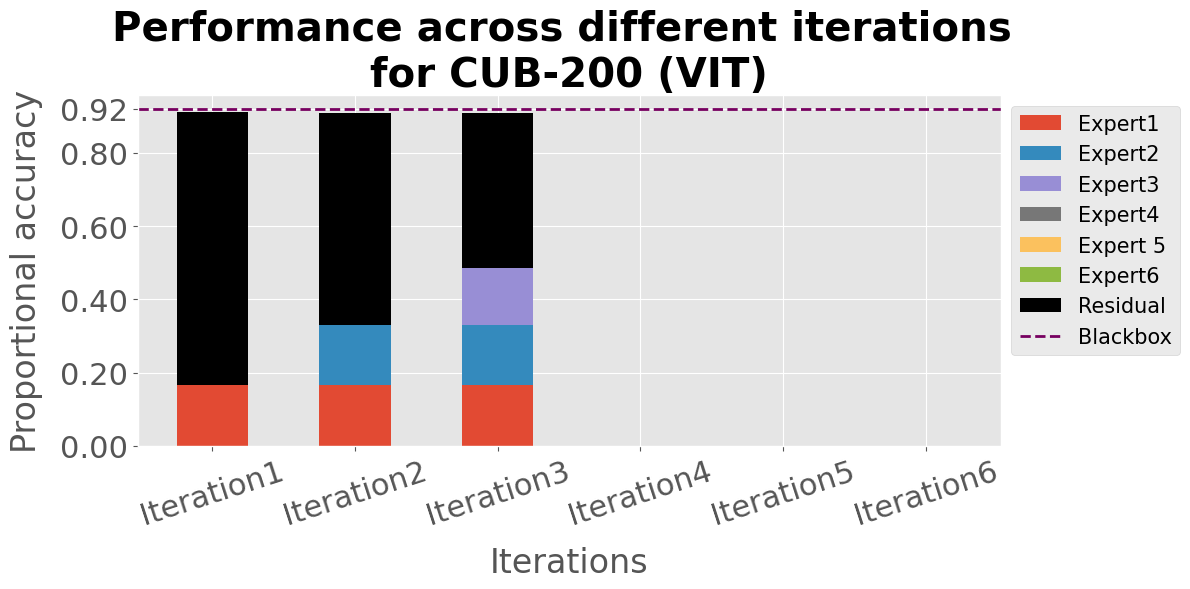 Performance across different iterations
for CUB-200 (VIT)
Proportional accuracy
0.92
0.80
0.60
0.40
0.20
0.00
Iteration1
Iteration2
Iteration3
Iteration4
Iteration5
Iteration6
Iterations
Expert1
Expert2
Expert3
Expert4
Expert 5
Expert6
Residual
Blackbox